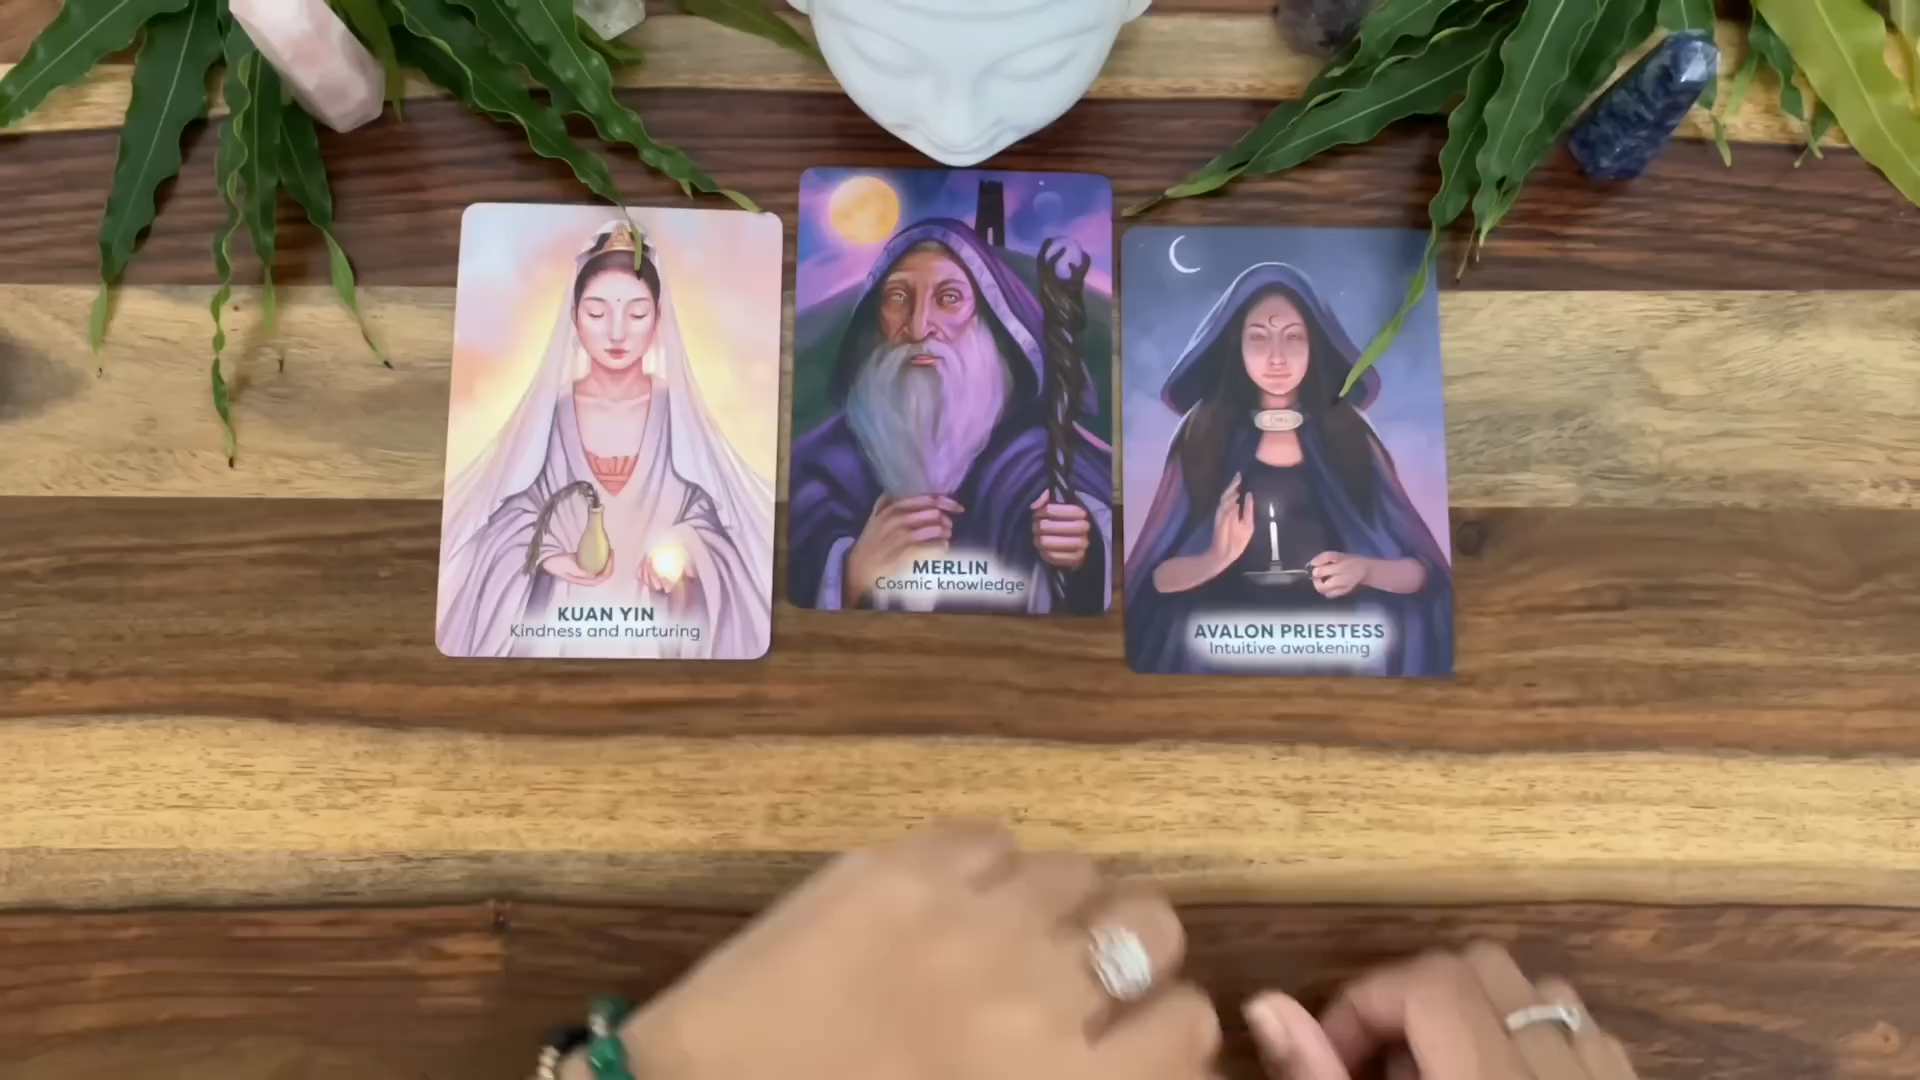 KUAN YIN
Kindness and nurturing
MERLIN
Cosmic knowledge
AVALON PRIESTESS
Intuitive awakening